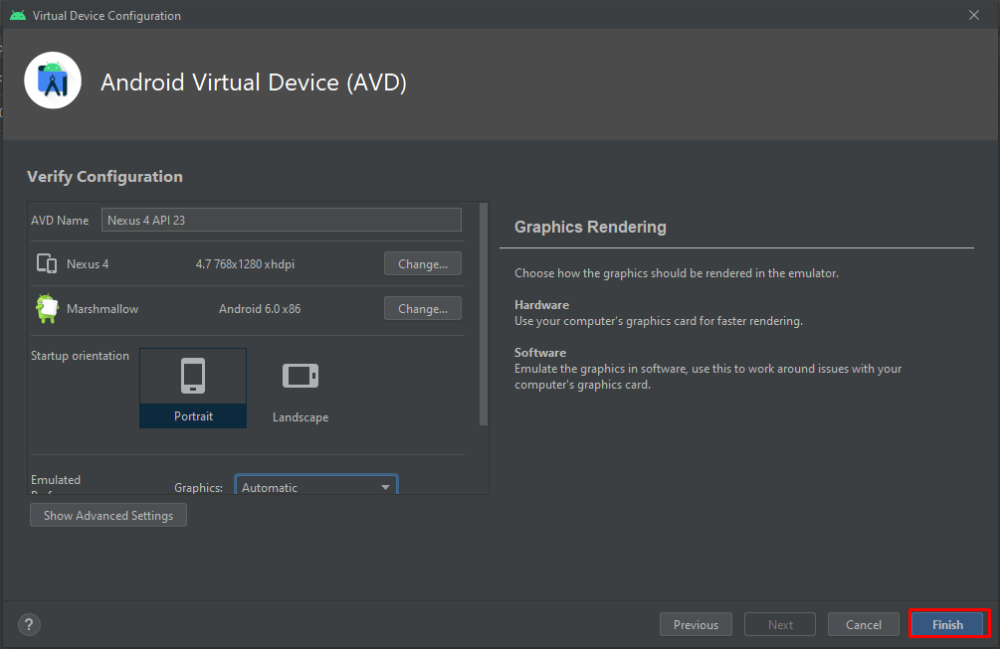 Virtual Device Configuration
Android Virtual Device (AVD)
Verify Configuration
AVD Name Nexus 4 API 23
Nexus 4 4.7 768x1280 xhdpi Change...
Marshmallow Android 6.0 x86 Change...
Startup orientation
Portrait
Landscape
Emulated
Graphics: Automatic
Show Advanced Settings
Graphics Rendering
Choose how the graphics should be rendered in the emulator.
Hardware
Use your computer's graphics card for faster rendering.
Software
Emulate the graphics in software, use this to work around issues with your
computer's graphics card.
? Previous Next Cancel Finish